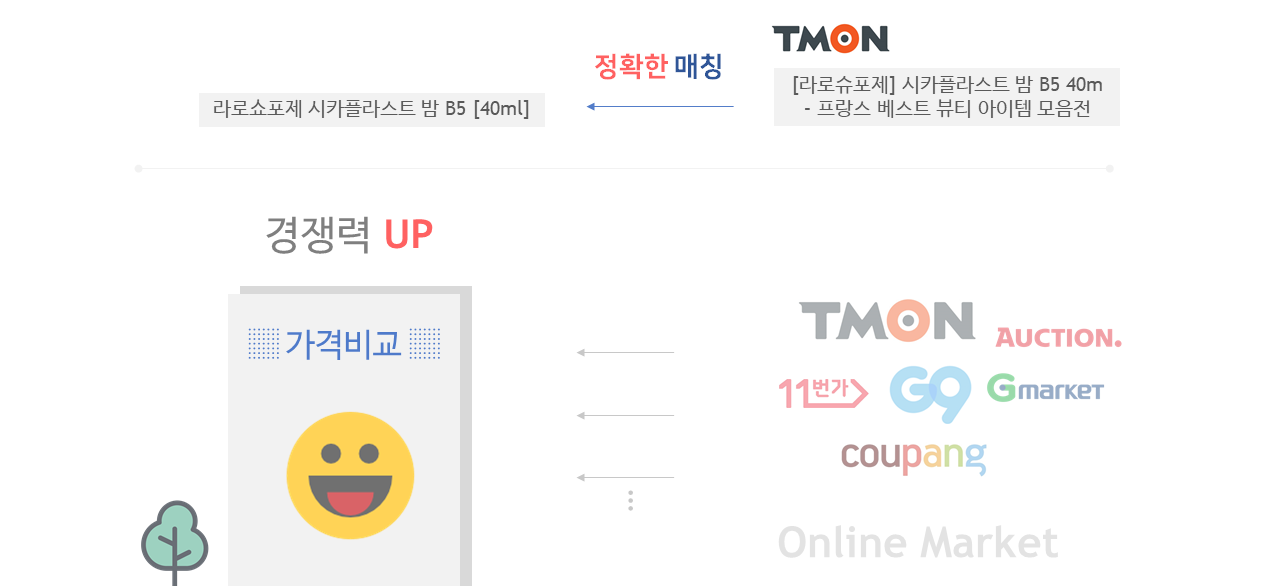 TMON
정확한 매칭
[라로슈포제] 시카플라스트 밤 B5 40m
- 프랑스 베스트 뷰티 아이템 모음전
라로쇼포제 시카플라스트 밤 B5 [40ml]
경쟁력 UP
가격비교
TMON
AUCTION.
11번가
G9
Gmarket
coupang
Online Market